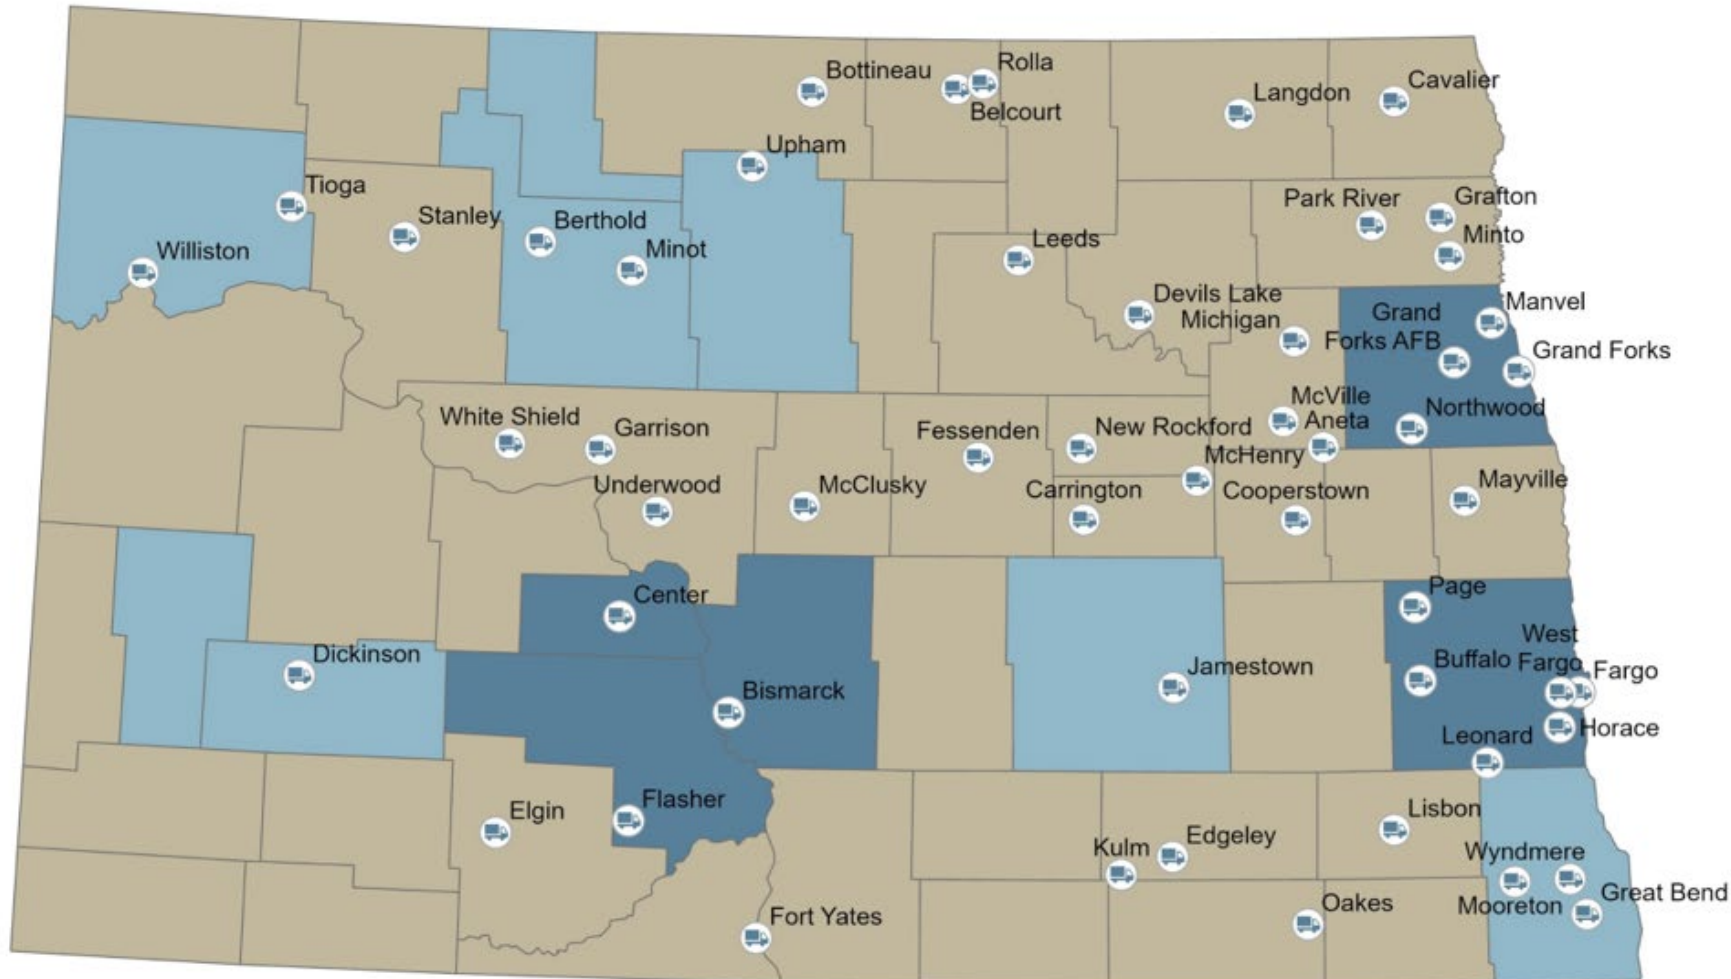 Bottineau
Rolla
Belcourt
Langdon
Cavalier
Upham
Tioga
Stanley
Berthold
Minot
Williston
Leeds
Park River
Grafton
Minto
Devils Lake
Michigan
Grand
Forks AFB
Manvel
Grand Forks
Northwood
McVille
Aneta
White Shield
Garrison
Underwood
McClusky
Fessenden
New Rockford
McHenry
Carrington
Cooperstown
Mayville
Center
Page
Dickinson
Bismarck
Jamestown
West
Fargo
Buffalo
Fargo
Horace
Leonard
Flasher
Elgin
Lisbon
Kulm
Edgeley
Wyndmere
Mooreton
Great Bend
Fort Yates
Oakes